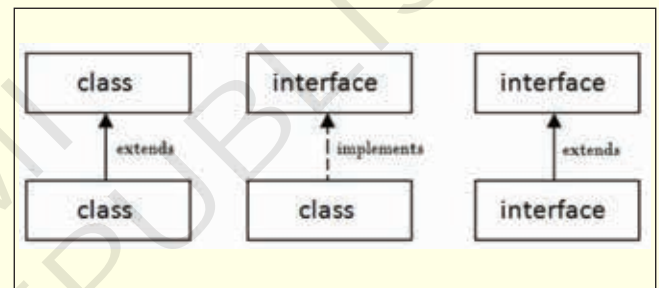 class interface interface
extends implements extends
class class interface